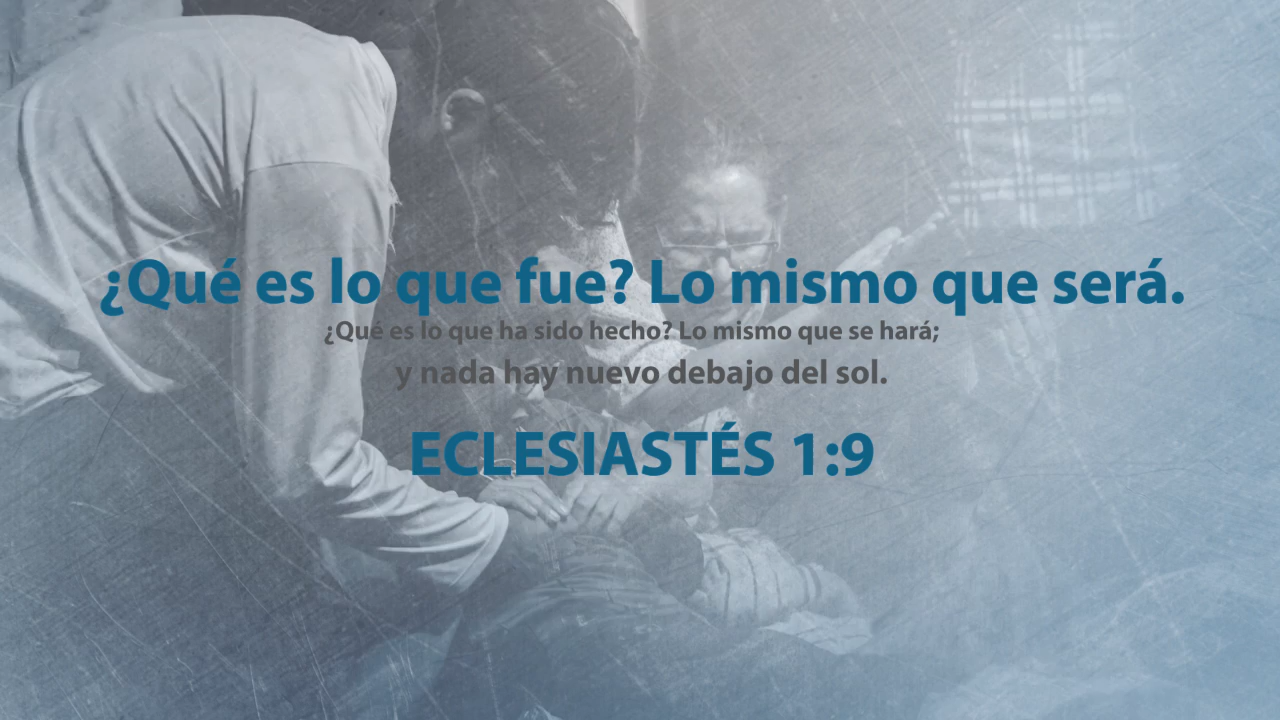 ¿Qué es lo que fue? Lo mismo que será.
¿Qué es lo que ha sido hecho? Lo mismo que se hará;
y nada hay nuevo debajo del sol.
ECLESIASTÉS 1:9